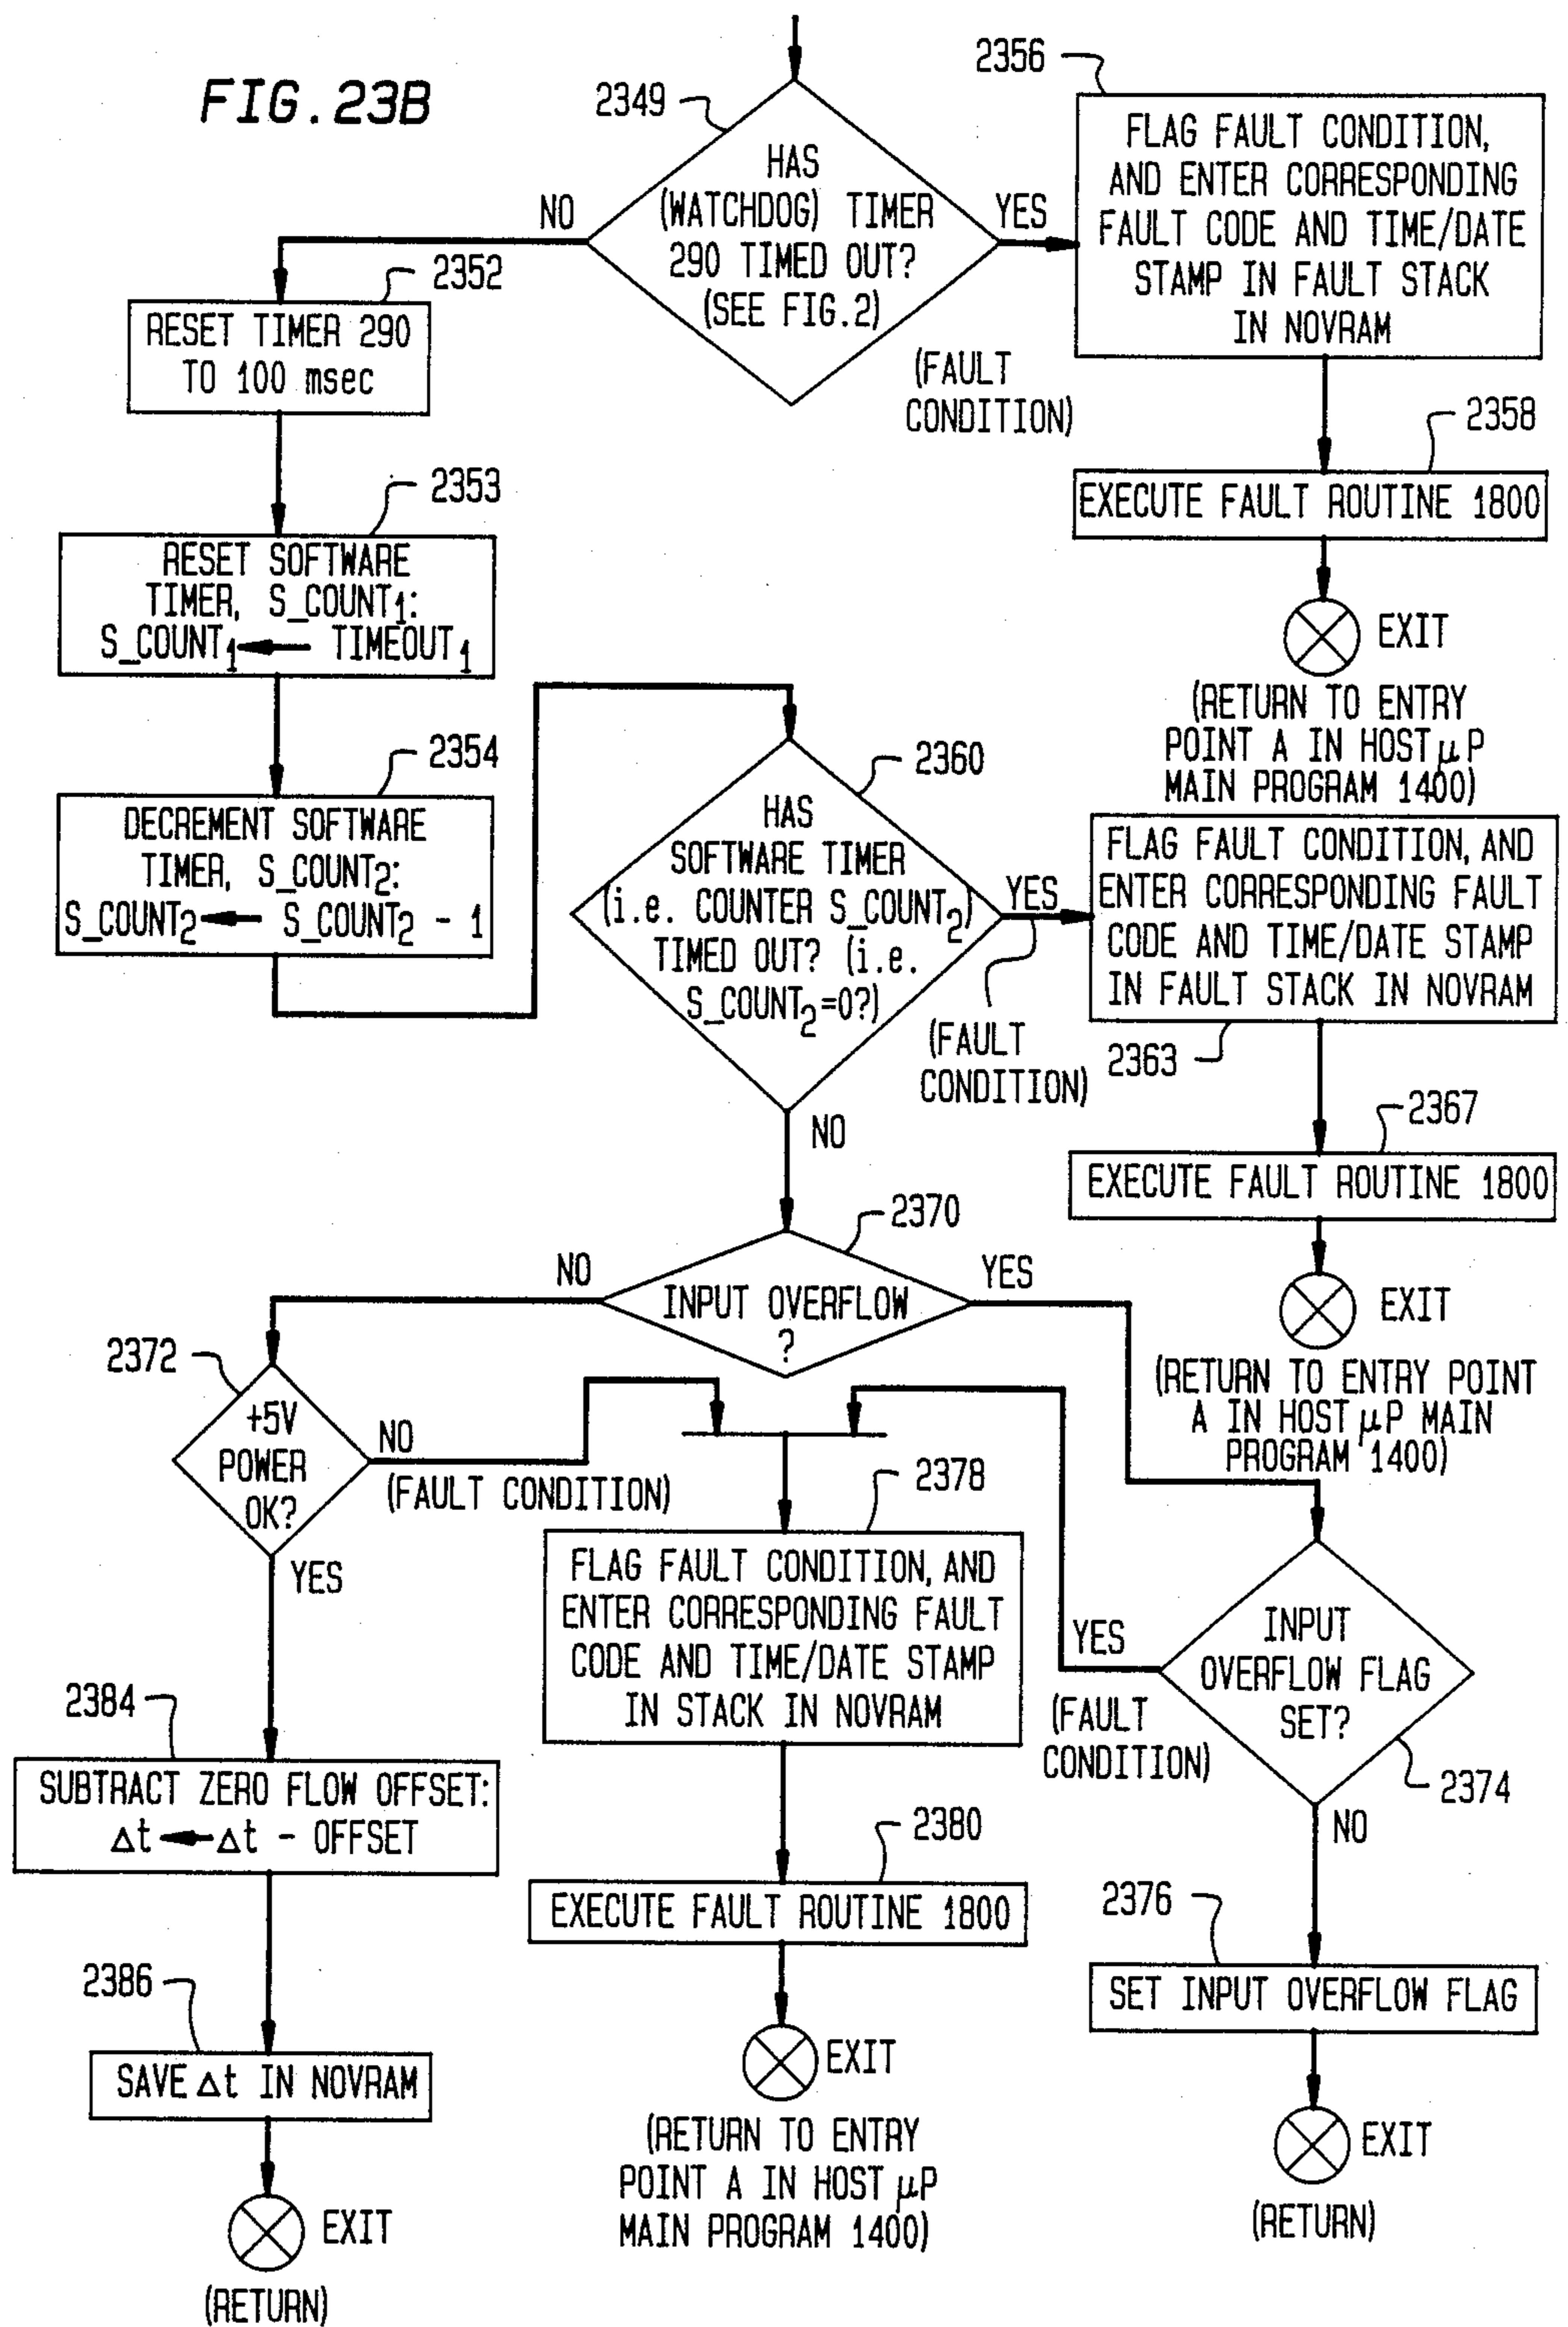 FIG. 23B
2349
HAS
(WATCHDOG) TIMER
290 TIMED OUT?
(SEE FIG.2)
NO
YES
(FAULT
CONDITION)
2356
FLAG FAULT CONDITION,
AND ENTER CORRESPONDING
FAULT CODE AND TIME/DATE
STAMP IN FAULT STACK
IN NOVRAM
2358
EXECUTE FAULT ROUTINE 1800
EXIT
(RETURN TO ENTRY
POINT A IN HOST μP
MAIN PROGRAM 1400)
2352
RESET TIMER 290
TO 100 msec
2353
RESET SOFTWARE
TIMER, S_COUNT1:
S_COUNT1 ← TIMEOUT1
2354
DECREMENT SOFTWARE
TIMER, S_COUNT2:
S_COUNT2 ← S_COUNT2 - 1
2360
HAS
SOFTWARE TIMER
(i.e. COUNTER S_COUNT2)
TIMED OUT? (i.e.
S_COUNT2=0?)
YES
(FAULT
CONDITION)
NO
FLAG FAULT CONDITION, AND
ENTER CORRESPONDING FAULT
CODE AND TIME/DATE STAMP
IN FAULT STACK IN NOVRAM
2363
2367
EXECUTE FAULT ROUTINE 1800
EXIT
(RETURN TO ENTRY POINT
A IN HOST μP MAIN
PROGRAM 1400)
2370
INPUT OVERFLOW
?
NO
YES
2372
+5V
POWER
OK?
NO
(FAULT CONDITION)
YES
2378
FLAG FAULT CONDITION, AND
ENTER CORRESPONDING FAULT
CODE AND TIME/DATE STAMP
IN STACK IN NOVRAM
2380
EXECUTE FAULT ROUTINE 1800
EXIT
(RETURN TO ENTRY
POINT A IN HOST μP
MAIN PROGRAM 1400)
INPUT
OVERFLOW FLAG
SET?
2374
YES
(FAULT
CONDITION)
NO
2376
SET INPUT OVERFLOW FLAG
EXIT
(RETURN)
2384
SUBTRACT ZERO FLOW OFFSET:
Δt ← Δt - OFFSET
2386
SAVE Δt IN NOVRAM
EXIT
(RETURN)